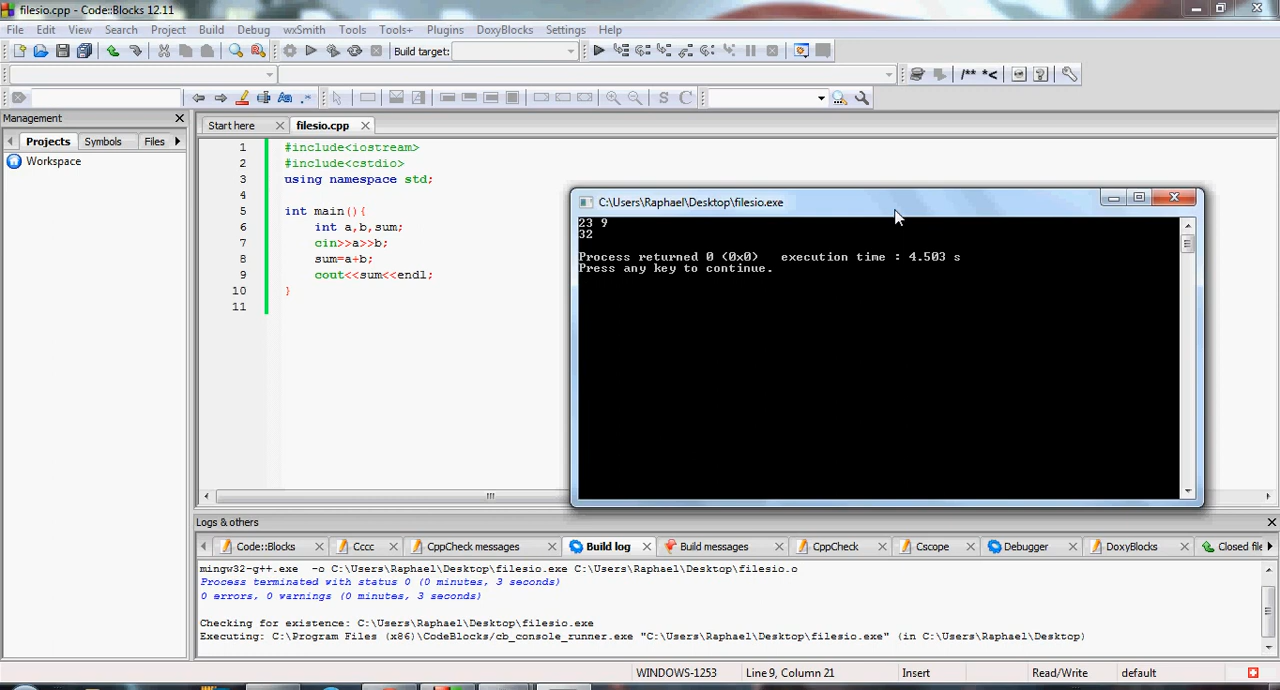 filesio.cpp - Code::Blocks 12.11
File Edit View Search Project Build Debug wxSmith Tools Tools+ Plugins DoxyBlocks Settings Help
Build target:
/** *<
S C
Management
Projects Symbols Files
Workspace
Start here filesio.cpp
1 #include<iostream>
2 #include<cstdio>
3 using namespace std;
4
5 int main(){
6 int a,b,sum;
7 cin>>a>>b;
8 sum=a+b;
9 cout<<sum<<endl;
10 }
11
C:\Users\Raphael\Desktop\filesio.exe
23 9
32
Process returned 0 (0x0) execution time : 4.503 s
Press any key to continue.
Logs & others
Code::Blocks Cccc CppCheck messages Build log Build messages CppCheck Cscope Debugger DoxyBlocks Closed file
mingw32-g++.exe -o C:\Users\Raphael\Desktop\filesio.exe C:\Users\Raphael\Desktop\filesio.o
Process terminated with status 0 (0 minutes, 3 seconds)
0 errors, 0 warnings (0 minutes, 3 seconds)
Checking for existence: C:\Users\Raphael\Desktop\filesio.exe
Executing: C:\Program Files (x86)\CodeBlocks/cb_console_runner.exe "C:\Users\Raphael\Desktop\filesio.exe" (in C:\Users\Raphael\Desktop)
WINDOWS-1253 Line 9, Column 21 Insert Read/Write default